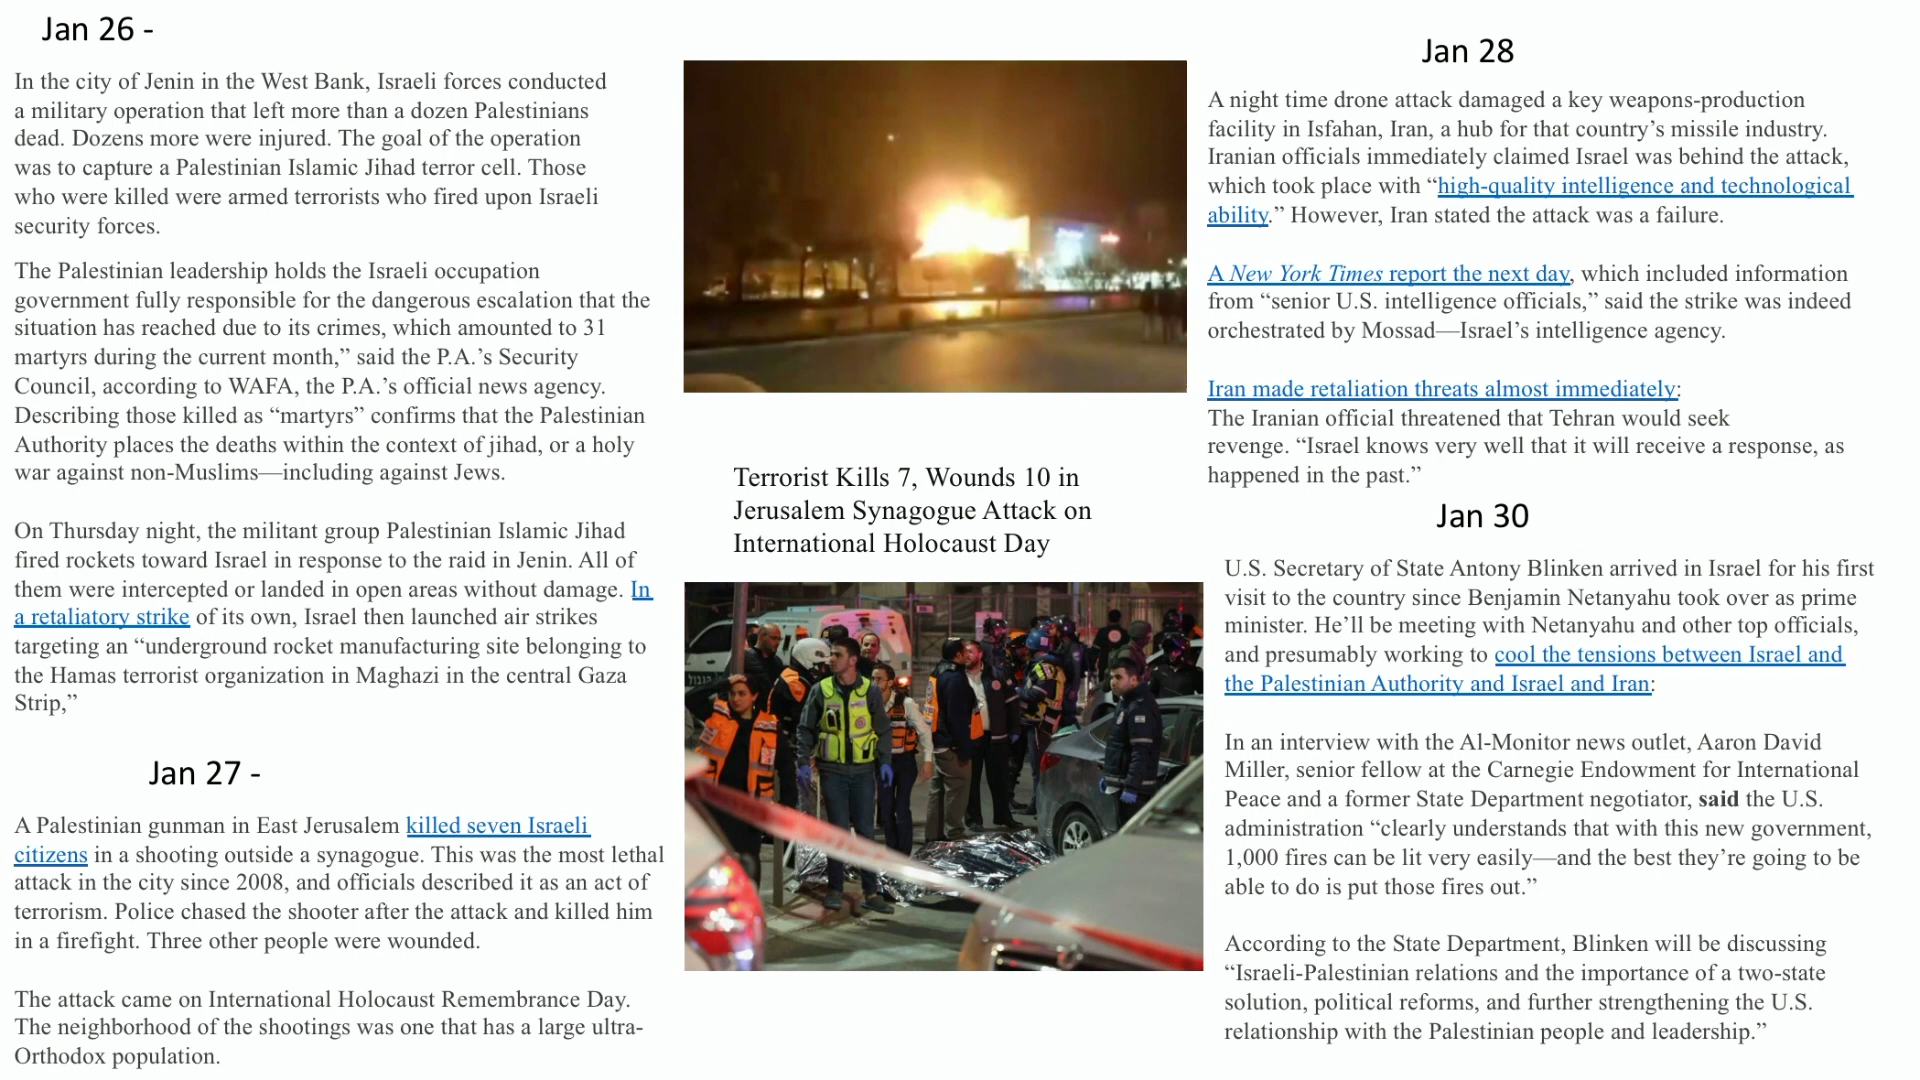 Jan 26 -
In the city of Jenin in the West Bank, Israeli forces conducted
a military operation that left more than a dozen Palestinians
dead. Dozens more were injured. The goal of the operation
was to capture a Palestinian Islamic Jihad terror cell. Those
who were killed were armed terrorists who fired upon Israeli
security forces.
The Palestinian leadership holds the Israeli occupation
government fully responsible for the dangerous escalation that the
situation has reached due to its crimes, which amounted to 31
martyrs during the current month,” said the P.A.’s Security
Council, according to WAFA, the P.A.’s official news agency.
Describing those killed as “martyrs” confirms that the Palestinian
Authority places the deaths within the context of jihad, or a holy
war against non-Muslims—including against Jews.
On Thursday night, the militant group Palestinian Islamic Jihad
fired rockets toward Israel in response to the raid in Jenin. All of
them were intercepted or landed in open areas without damage. In
a retaliatory strike of its own, Israel then launched air strikes
targeting an “underground rocket manufacturing site belonging to
the Hamas terrorist organization in Maghazi in the central Gaza
Strip,”
Jan 27 -
A Palestinian gunman in East Jerusalem killed seven Israeli
citizens in a shooting outside a synagogue. This was the most lethal
attack in the city since 2008, and officials described it as an act of
terrorism. Police chased the shooter after the attack and killed him
in a firefight. Three other people were wounded.
The attack came on International Holocaust Remembrance Day.
The neighborhood of the shootings was one that has a large ultra-
Orthodox population.
Terrorist Kills 7, Wounds 10 in
Jerusalem Synagogue Attack on
International Holocaust Day
Jan 28
A night time drone attack damaged a key weapons-production
facility in Isfahan, Iran, a hub for that country’s missile industry.
Iranian officials immediately claimed Israel was behind the attack,
which took place with “high-quality intelligence and technological
ability.” However, Iran stated the attack was a failure.
A New York Times report the next day, which included information
from “senior U.S. intelligence officials,” said the strike was indeed
orchestrated by Mossad—Israel’s intelligence agency.
Iran made retaliation threats almost immediately:
The Iranian official threatened that Tehran would seek
revenge. “Israel knows very well that it will receive a response, as
happened in the past.”
Jan 30
U.S. Secretary of State Antony Blinken arrived in Israel for his first
visit to the country since Benjamin Netanyahu took over as prime
minister. He’ll be meeting with Netanyahu and other top officials,
and presumably working to cool the tensions between Israel and
the Palestinian Authority and Israel and Iran:
In an interview with the Al-Monitor news outlet, Aaron David
Miller, senior fellow at the Carnegie Endowment for International
Peace and a former State Department negotiator, said the U.S.
administration “clearly understands that with this new government,
1,000 fires can be lit very easily—and the best they’re going to be
able to do is put those fires out.”
According to the State Department, Blinken will be discussing
“Israeli-Palestinian relations and the importance of a two-state
solution, political reforms, and further strengthening the U.S.
relationship with the Palestinian people and leadership.”